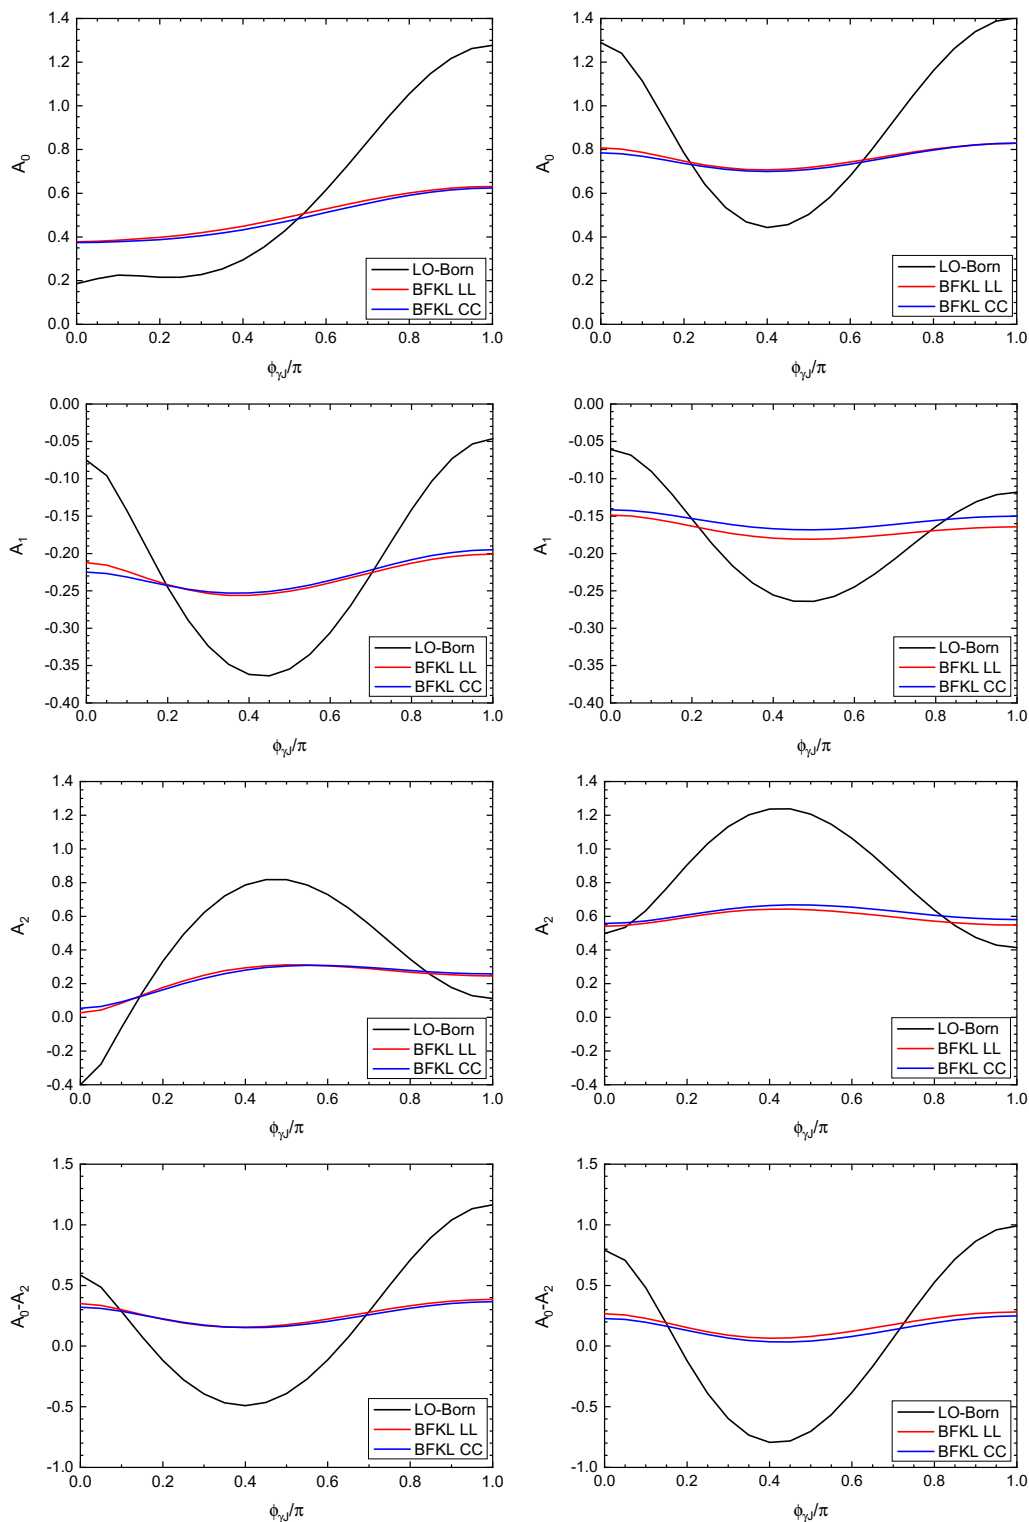 1.4
1.2
1.0
0.8
0.6
0.4
0.2
0.0
A0
LO-Born
BFKL LL
BFKL CC
0.0 0.2 0.4 0.6 0.8 1.0
ϕγJ/π
1.4
1.2
1.0
0.8
0.6
0.4
0.2
0.0
A0
LO-Born
BFKL LL
BFKL CC
0.0 0.2 0.4 0.6 0.8 1.0
ϕγJ/π
0.00
-0.05
-0.10
-0.15
-0.20
-0.25
-0.30
-0.35
-0.40
A1
LO-Born
BFKL LL
BFKL CC
0.0 0.2 0.4 0.6 0.8 1.0
ϕγJ/π
0.00
-0.05
-0.10
-0.15
-0.20
-0.25
-0.30
-0.35
-0.40
A1
LO-Born
BFKL LL
BFKL CC
0.0 0.2 0.4 0.6 0.8 1.0
ϕγJ/π
1.4
1.2
1.0
0.8
0.6
0.4
0.2
0.0
-0.2
-0.4
A2
LO-Born
BFKL LL
BFKL CC
0.0 0.2 0.4 0.6 0.8 1.0
ϕγJ/π
1.4
1.2
1.0
0.8
0.6
0.4
0.2
0.0
-0.2
-0.4
A2
LO-Born
BFKL LL
BFKL CC
0.0 0.2 0.4 0.6 0.8 1.0
ϕγJ/π
1.5
1.0
0.5
0.0
-0.5
-1.0
A0-A2
LO-Born
BFKL LL
BFKL CC
0.0 0.2 0.4 0.6 0.8 1.0
ϕγJ/π
1.5
1.0
0.5
0.0
-0.5
-1.0
A0-A2
LO-Born
BFKL LL
BFKL CC
0.0 0.2 0.4 0.6 0.8 1.0
ϕγJ/π